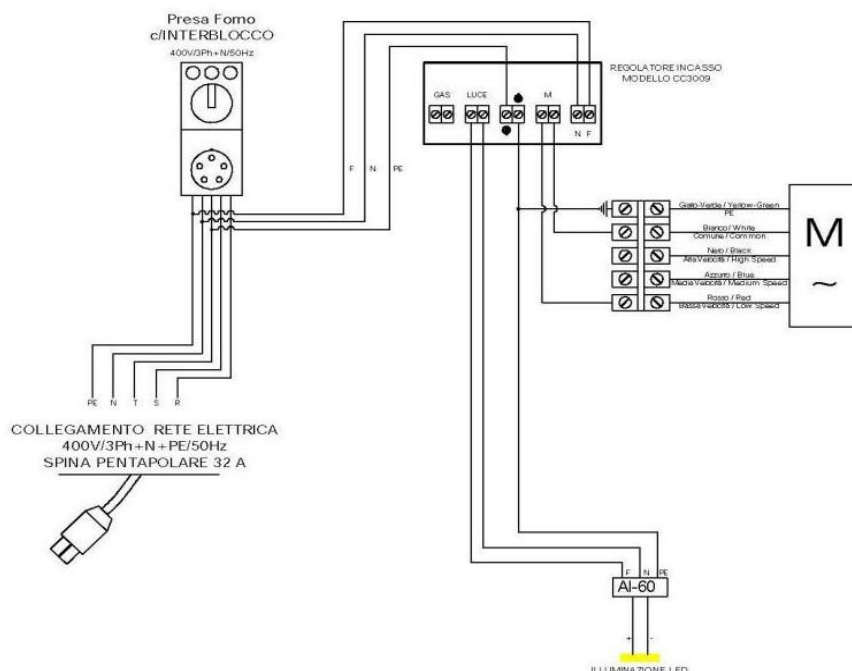 Presa Forno
c/INTERBLOCCO
400V/3Ph+N/50Hz
REGOLATORE INCASSO
MODELLO CC3009
GAS
LUCE
M
N F
F
N
PE
Giallo-Verde / Yellow-Green
PE
Bianco / White
Comune / Common
Nero / Black
Alta Velocità / High Speed
Azzurro / Blue
Media Velocità / Medium Speed
Rosso / Red
Bassa Velocità / Low Speed
M
~
PE
N
T
S
R
COLLEGAMENTO RETE ELETTRICA
400V/3Ph+N+PE/50Hz
SPINA PENTAPOLARE 32 A
F
N
PE
AI-60
+
-
ILLUMINAZIONE LED